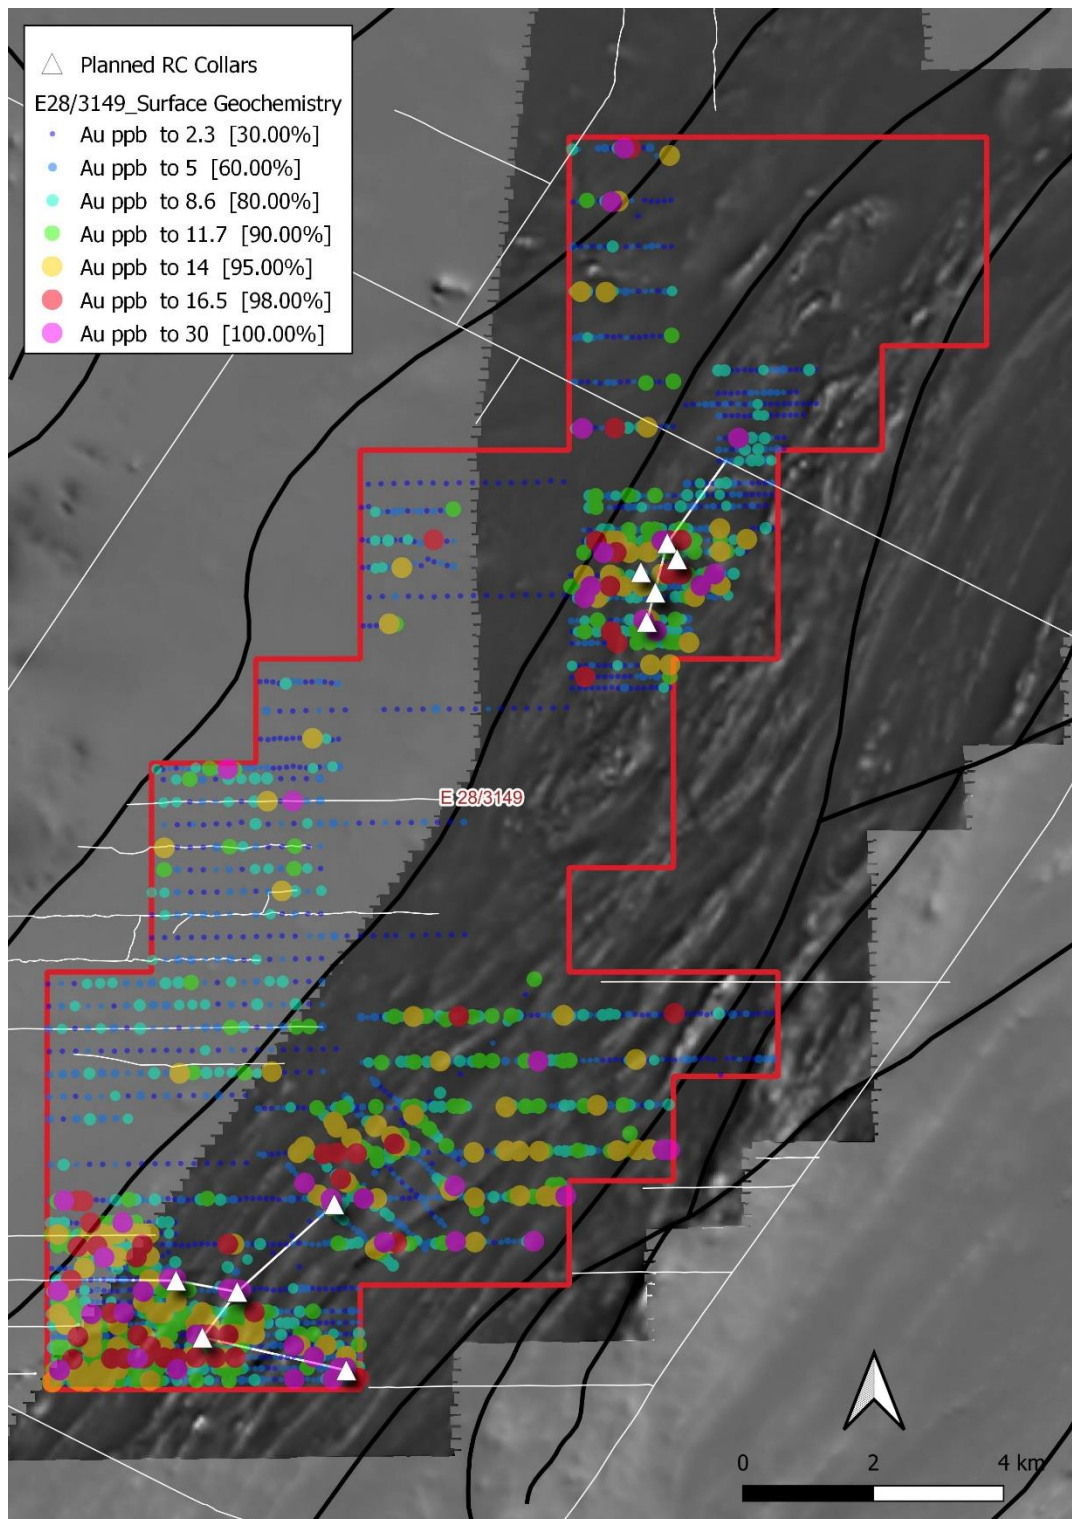 Planned RC Collars
E28/3149_Surface Geochemistry
Au ppb to 2.3 [30.00%]
Au ppb to 5 [60.00%]
Au ppb to 8.6 [80.00%]
Au ppb to 11.7 [90.00%]
Au ppb to 14 [95.00%]
Au ppb to 16.5 [98.00%]
Au ppb to 30 [100.00%]
E 28/3149
0 2 4 km